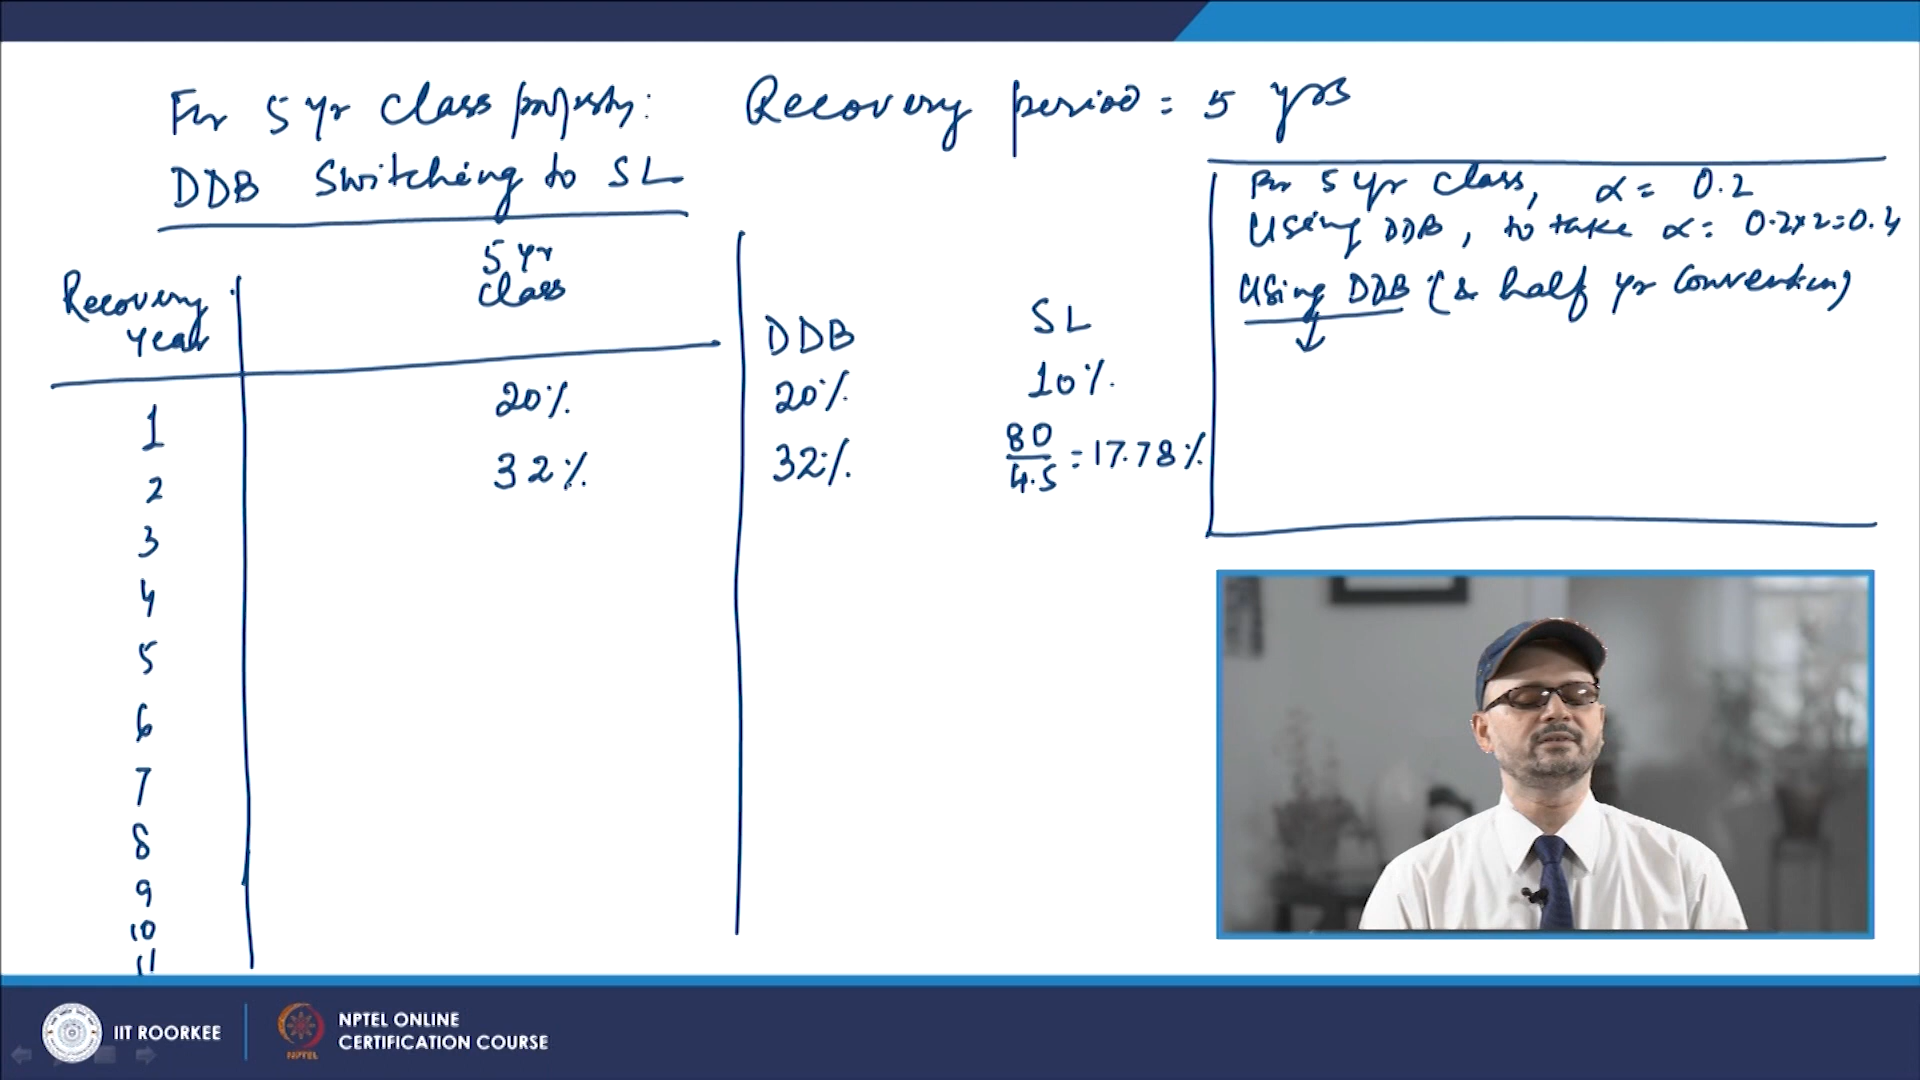 For 5 yr class property: Recovery period = 5 yrs
DDB Switching to SL
For 5 yr class, α = 0.2
Using DDB, to take α = 0.2x2=0.4
Using DDB (& half yr convention)
Recovery year
5 yr class
DDB
SL
1 20% 20% 10%
2 32% 32% 80/4.5 = 17.78%
3
4
5
6
7
8
9
10
11
IIT ROORKEE
NPTEL
NPTEL ONLINE
CERTIFICATION COURSE